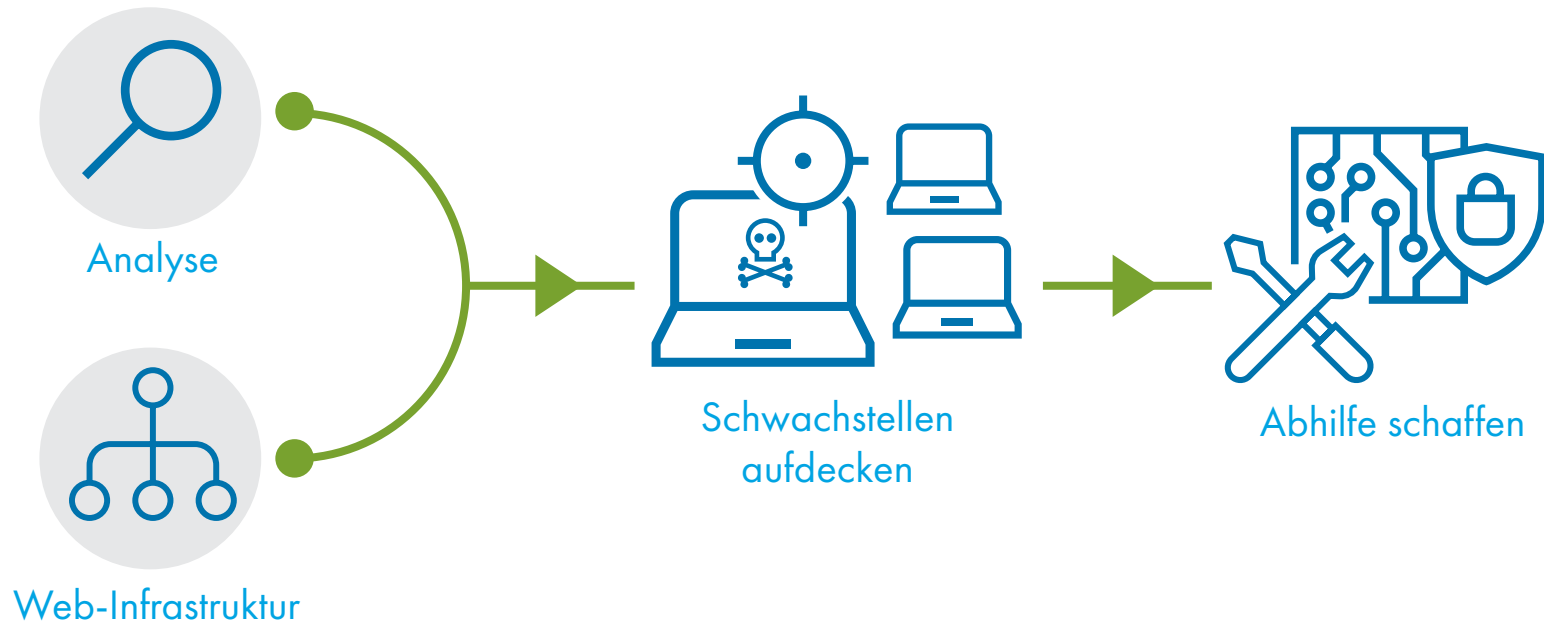 Analyse
Web-Infrastruktur
Schwachstellen
aufdecken
Abhilfe schaffen